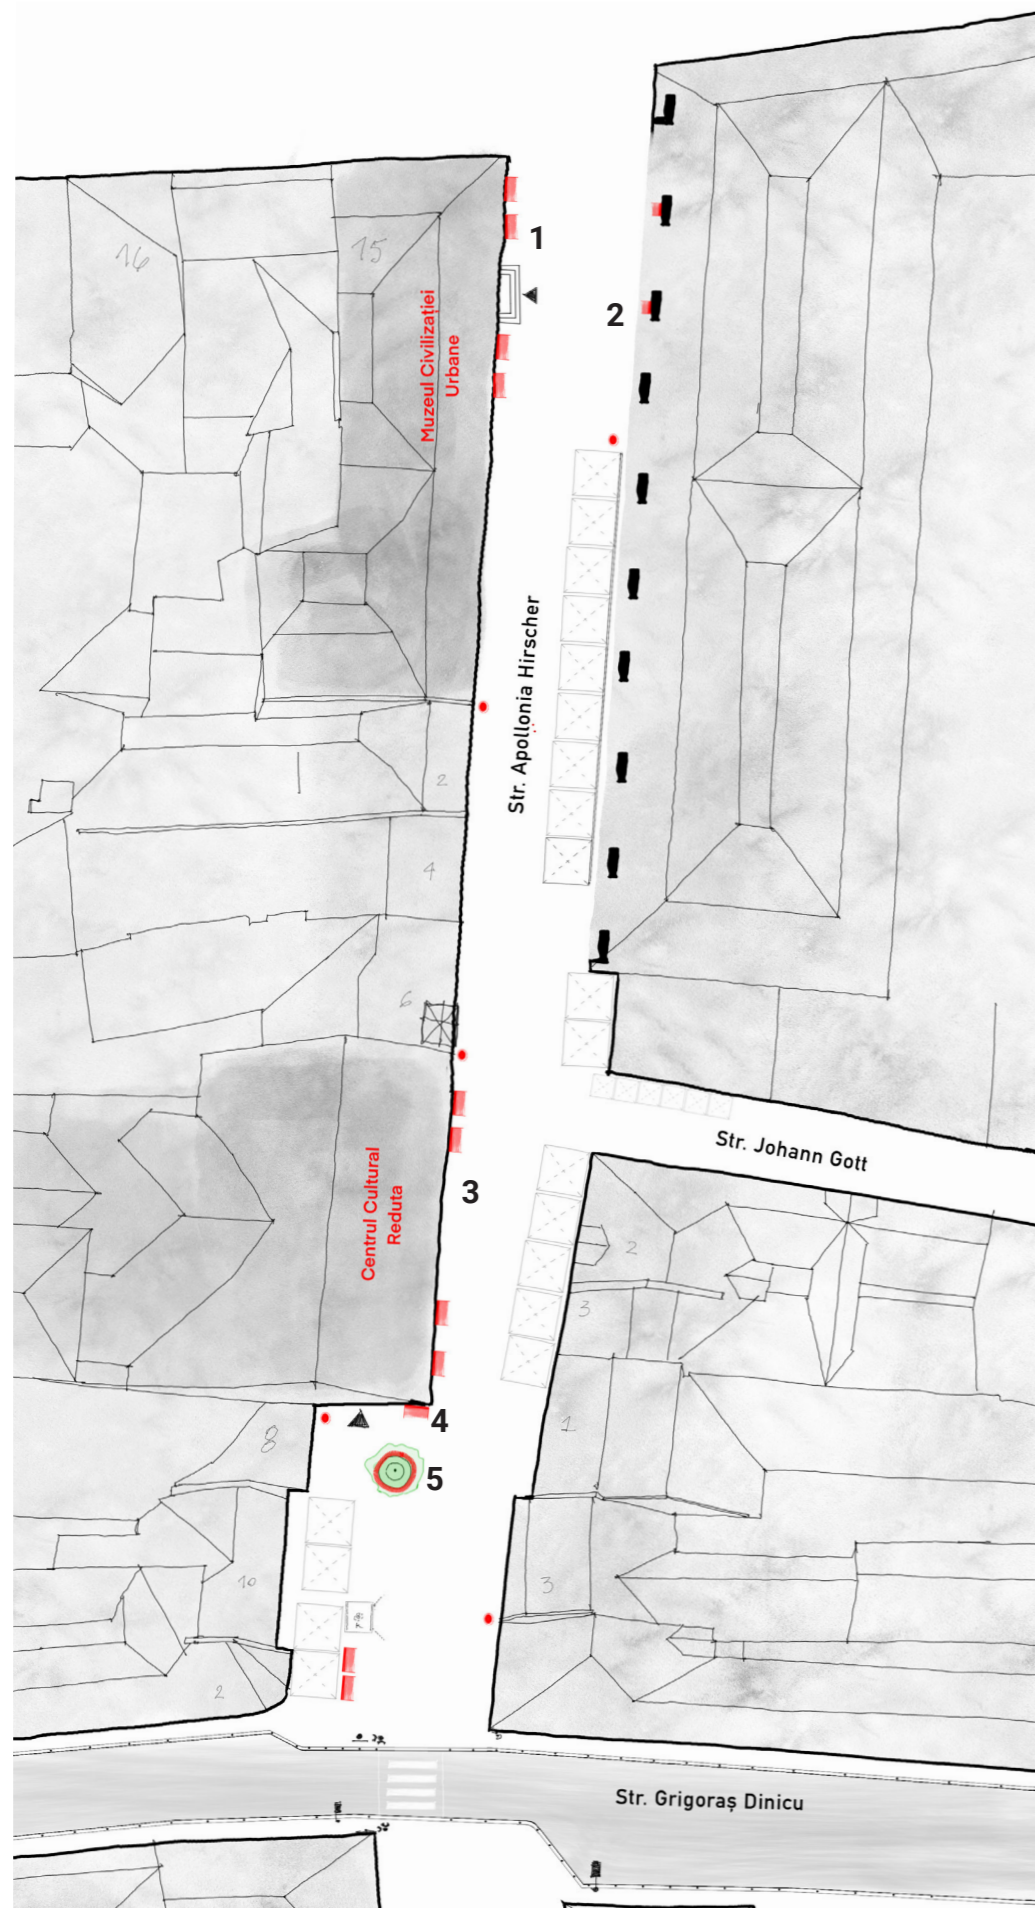 1
16
15
Muzeul Civilizației
Urbane
2
Str. Apollonia Hirscher
2
4
6
Str. Johann Gott
Centrul Cultural
Reduta
3
2
3
1
4
8
5
10
3
2
Str. Grigoraș Dinicu